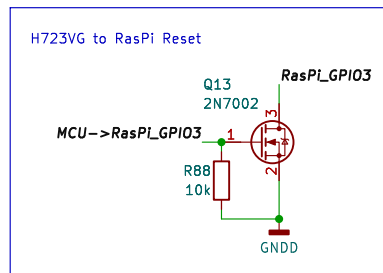 H723VG to RasPi Reset
RasPi_GPIO3
Q13
2N7002
3
MCU->RasPi_GPIO3
1
2
R88
10k
GNDD